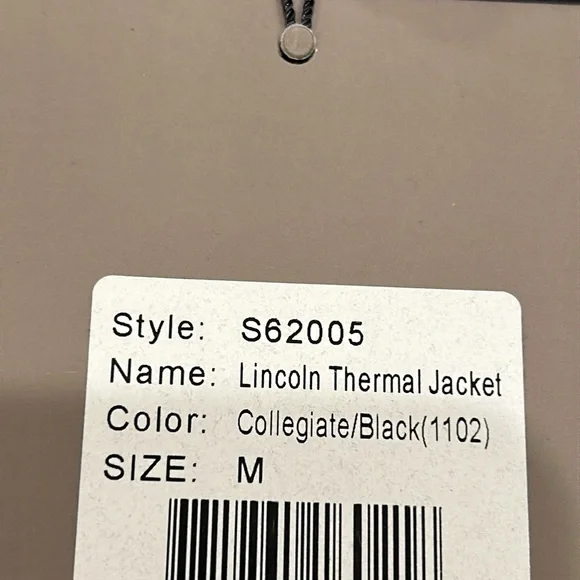 Style: S62005
Name: Lincoln Thermal Jacket
Color: Collegiate/Black(1102)
SIZE: M